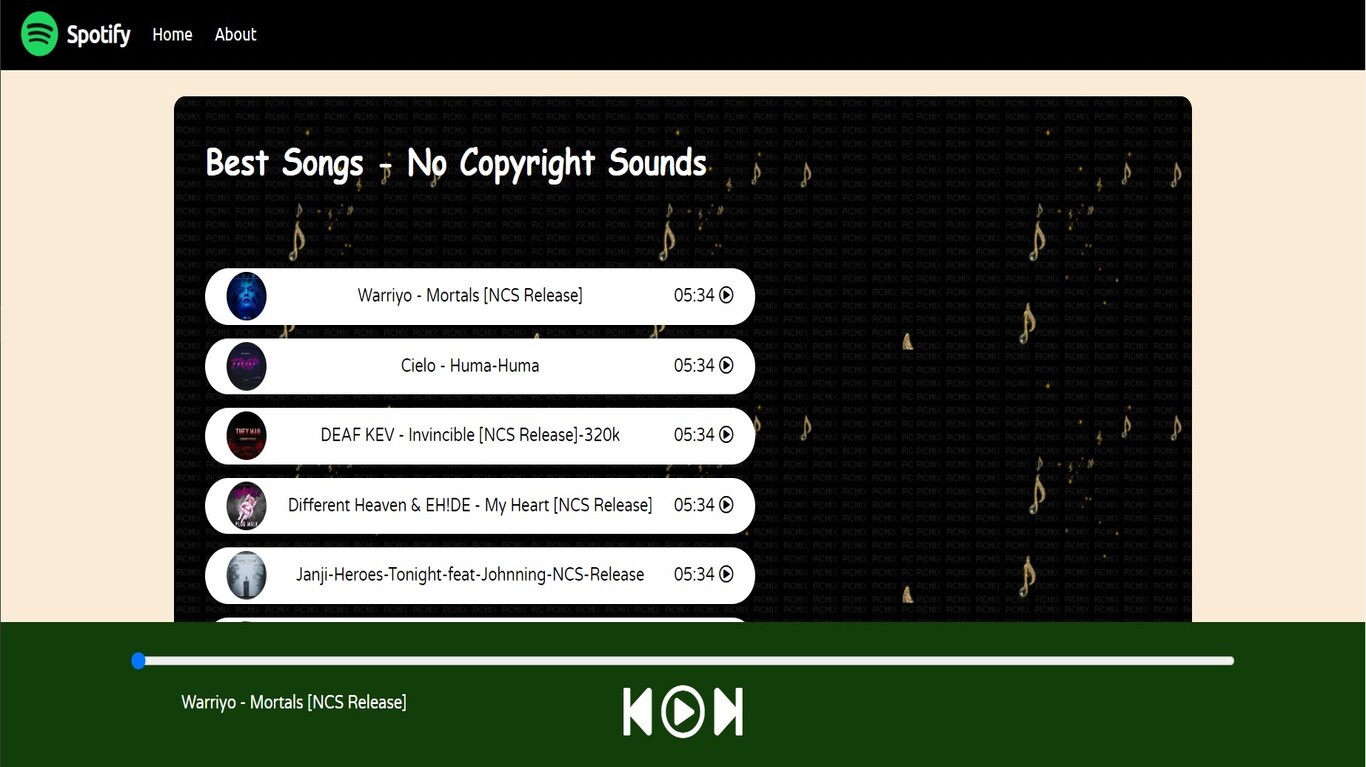 Spotify Home About
Best Songs - No Copyright Sounds
Warriyo - Mortals [NCS Release] 05:34
Cielo - Huma-Huma 05:34
DEAF KEV - Invincible [NCS Release]-320k 05:34
Different Heaven & EH!DE - My Heart [NCS Release] 05:34
Janji-Heroes-Tonight-feat-Johnning-NCS-Release 05:34
Warriyo - Mortals [NCS Release]